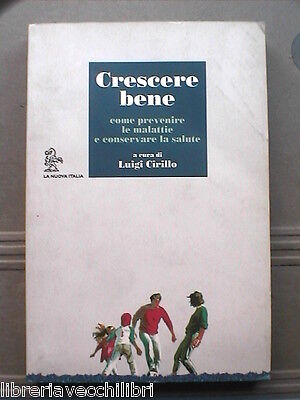 Crescere
bene
come prevenire
le malattie
e conservare la salute
a cura di
Luigi Cirillo
LA NUOVA ITALIA
libreriavecchilibri